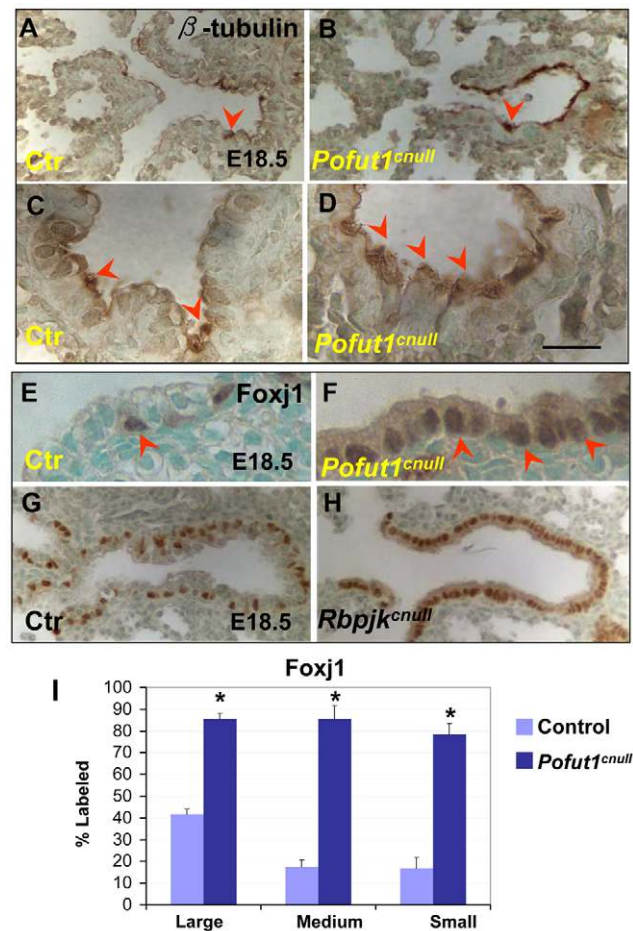 A β-tubulin
Ctr E18.5
B
Pofut1cnull
C
Ctr
D
Pofut1cnull
E Foxj1
Ctr E18.5
F
Pofut1cnull
G
Ctr E18.5
H
Rbpjkcnull
I
Foxj1
% Labeled
100
90
80
70
60
50
40
30
20
10
0
* * *
Large Medium Small
Control
Pofut1cnull